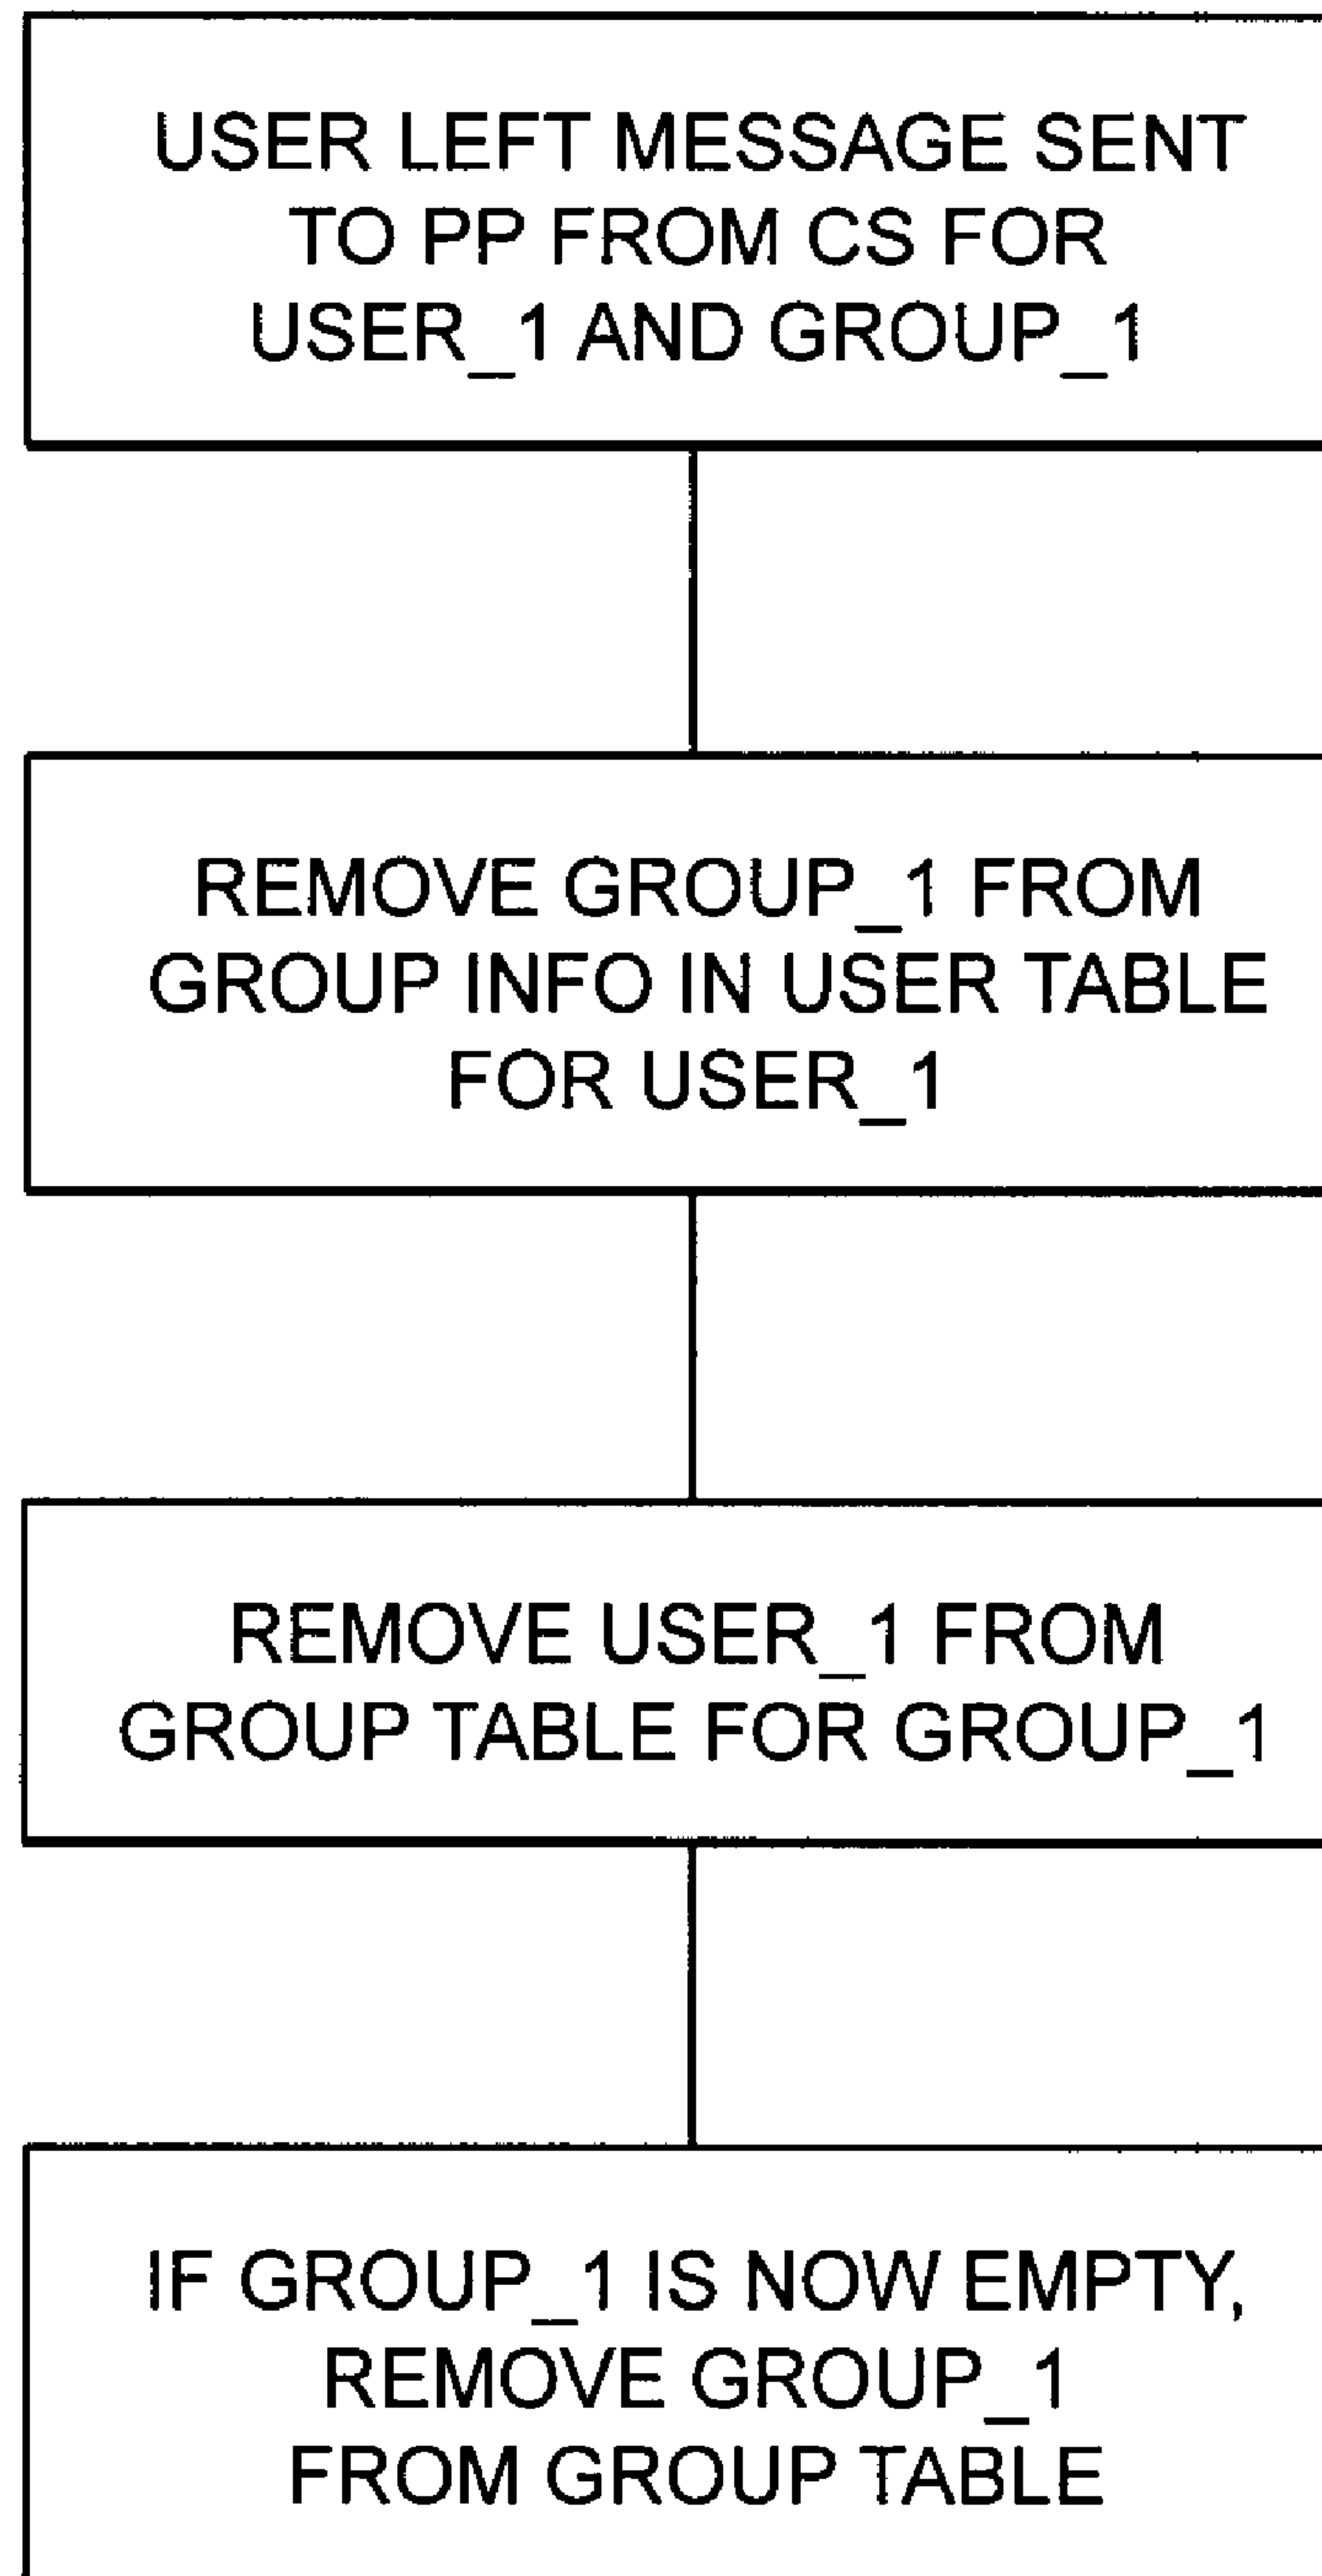 USER LEFT MESSAGE SENT
TO PP FROM CS FOR
USER_1 AND GROUP_1
REMOVE GROUP_1 FROM
GROUP INFO IN USER TABLE
FOR USER_1
REMOVE USER_1 FROM
GROUP TABLE FOR GROUP_1
IF GROUP_1 IS NOW EMPTY,
REMOVE GROUP_1
FROM GROUP TABLE